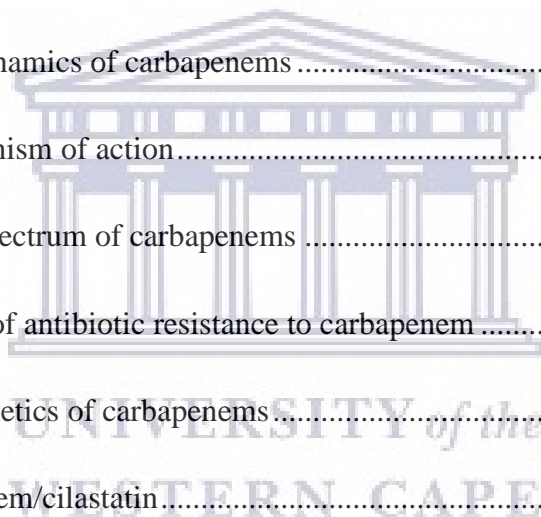 namics of carbapenems ................................
nism of action................................................
ectrum of carbapenems ..............................
of antibiotic resistance to carbapenem ........
UNIVERSITY of the
etics of carbapenems...................................
WESTERN CAPE
em/cilastatin..................................................